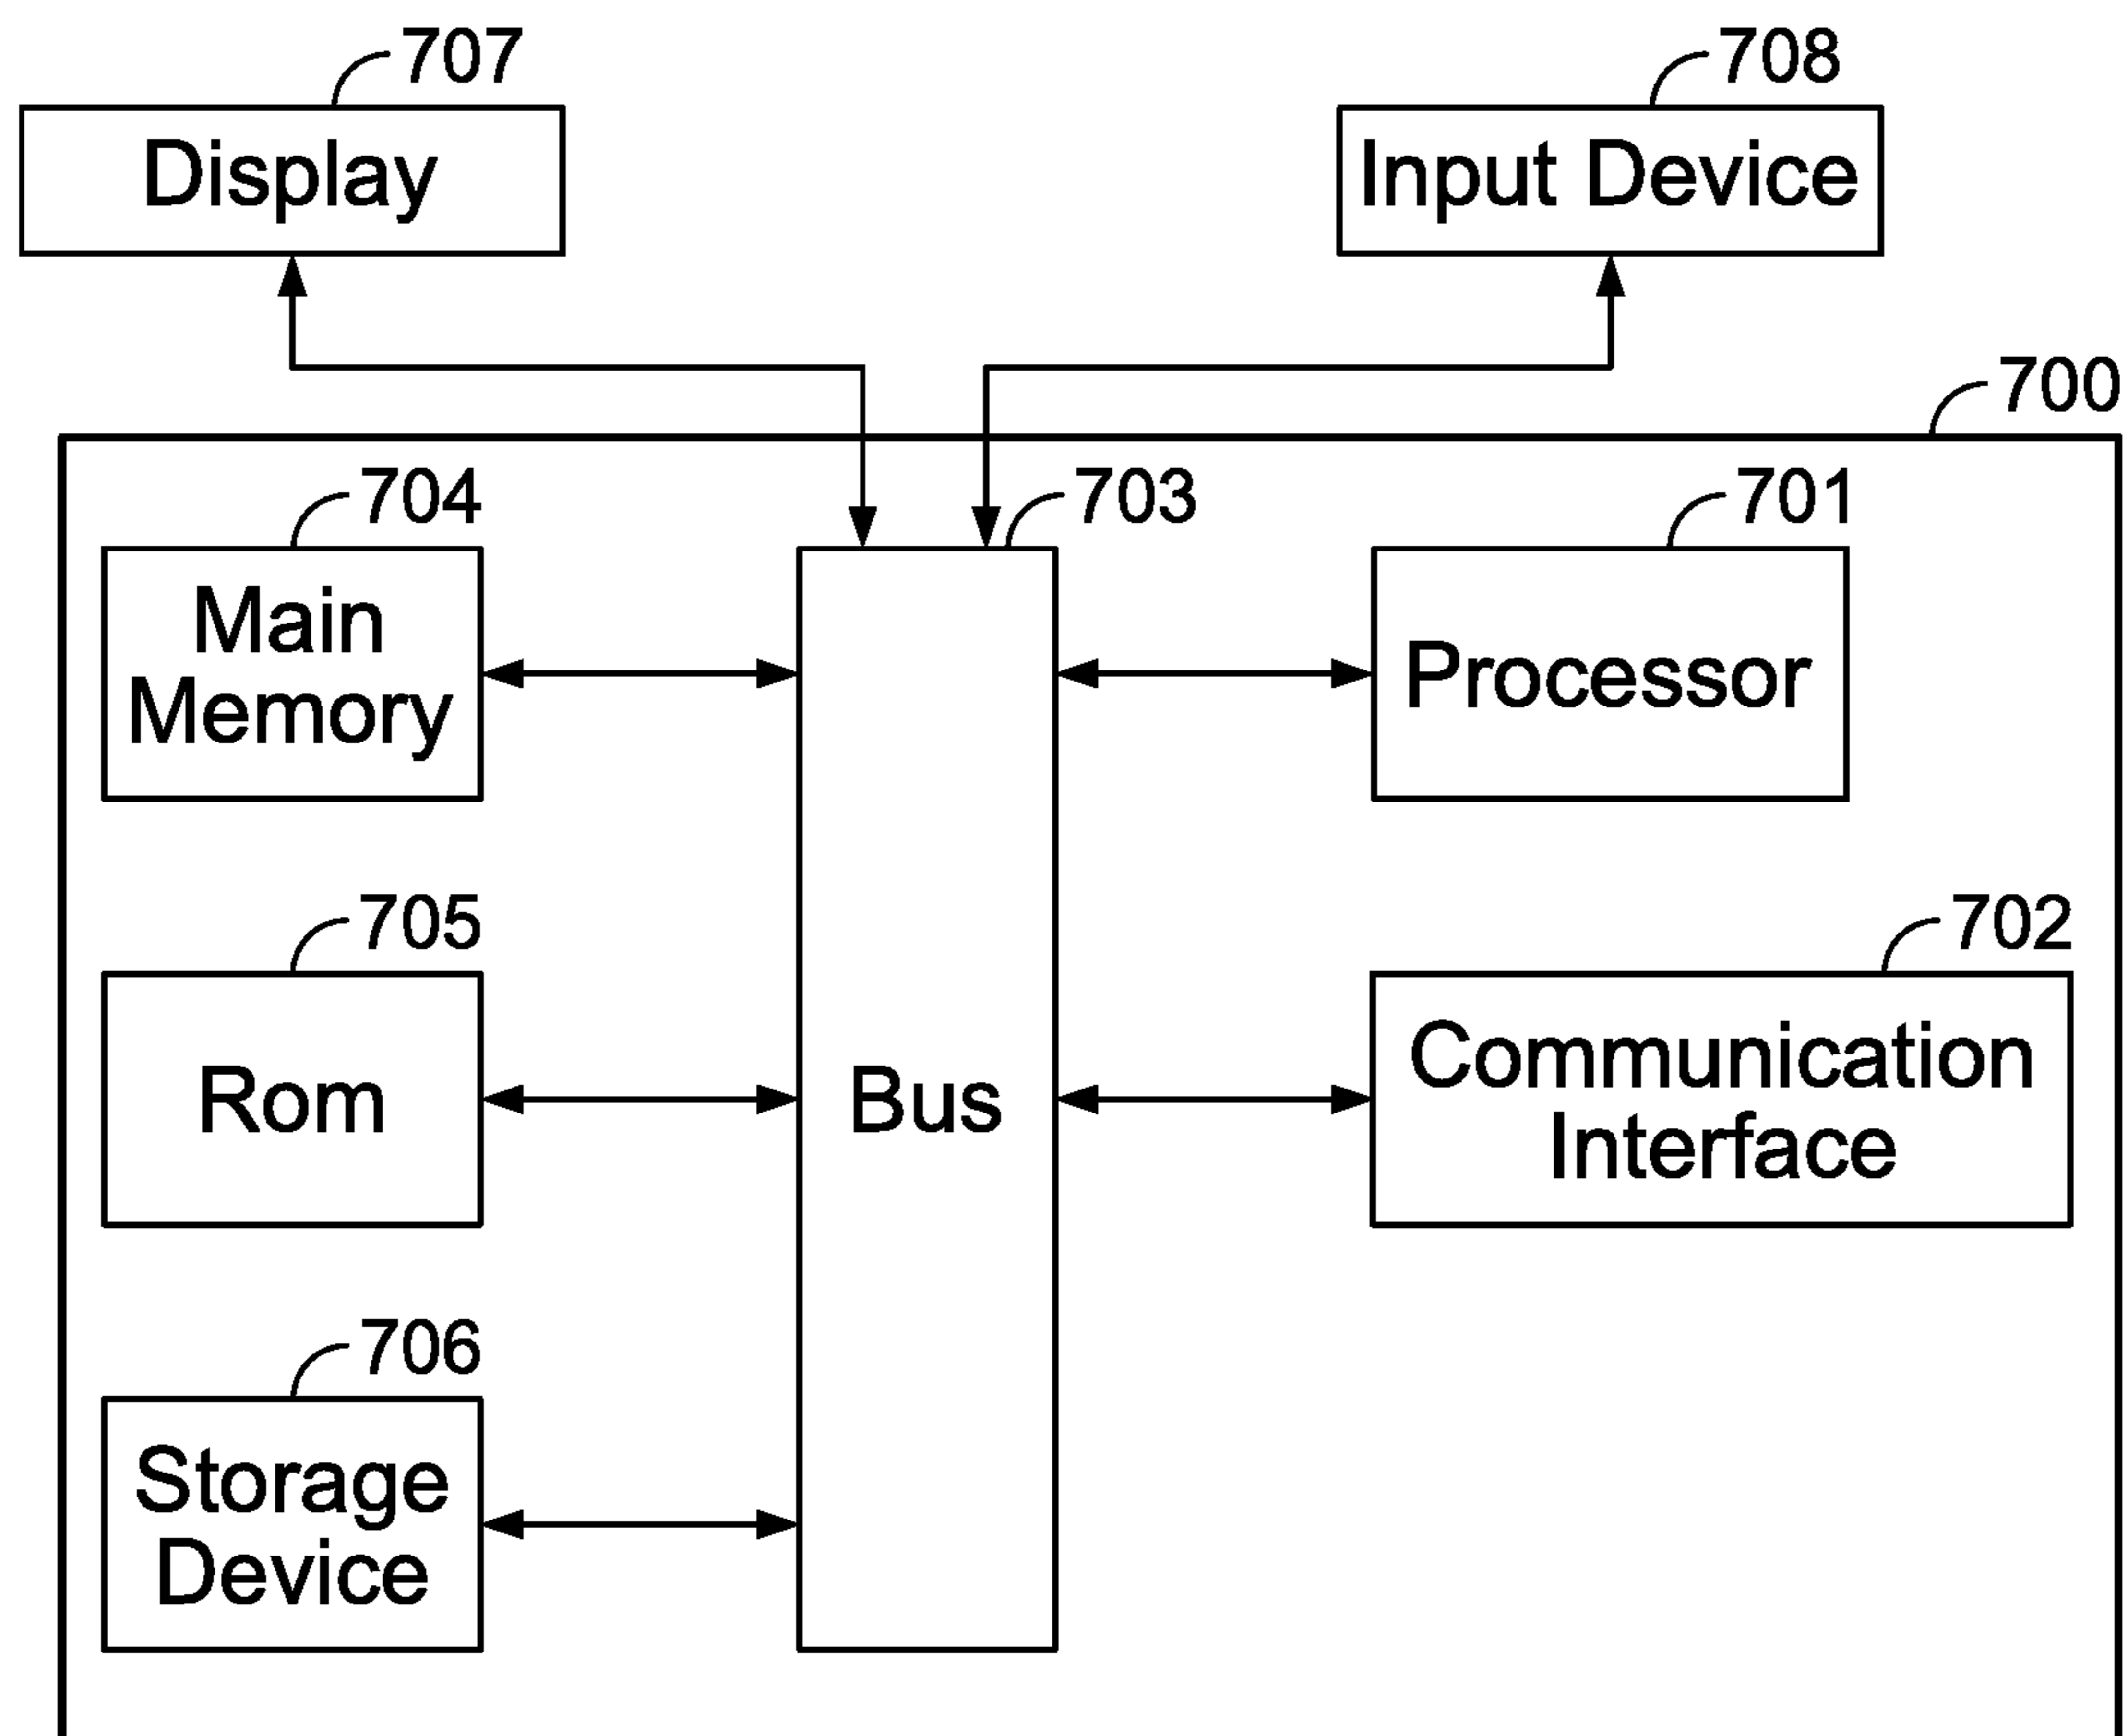 707
708
Display
Input Device
700
704
703
701
Main
Memory
Processor
705
702
Rom
Bus
Communication
Interface
706
Storage
Device